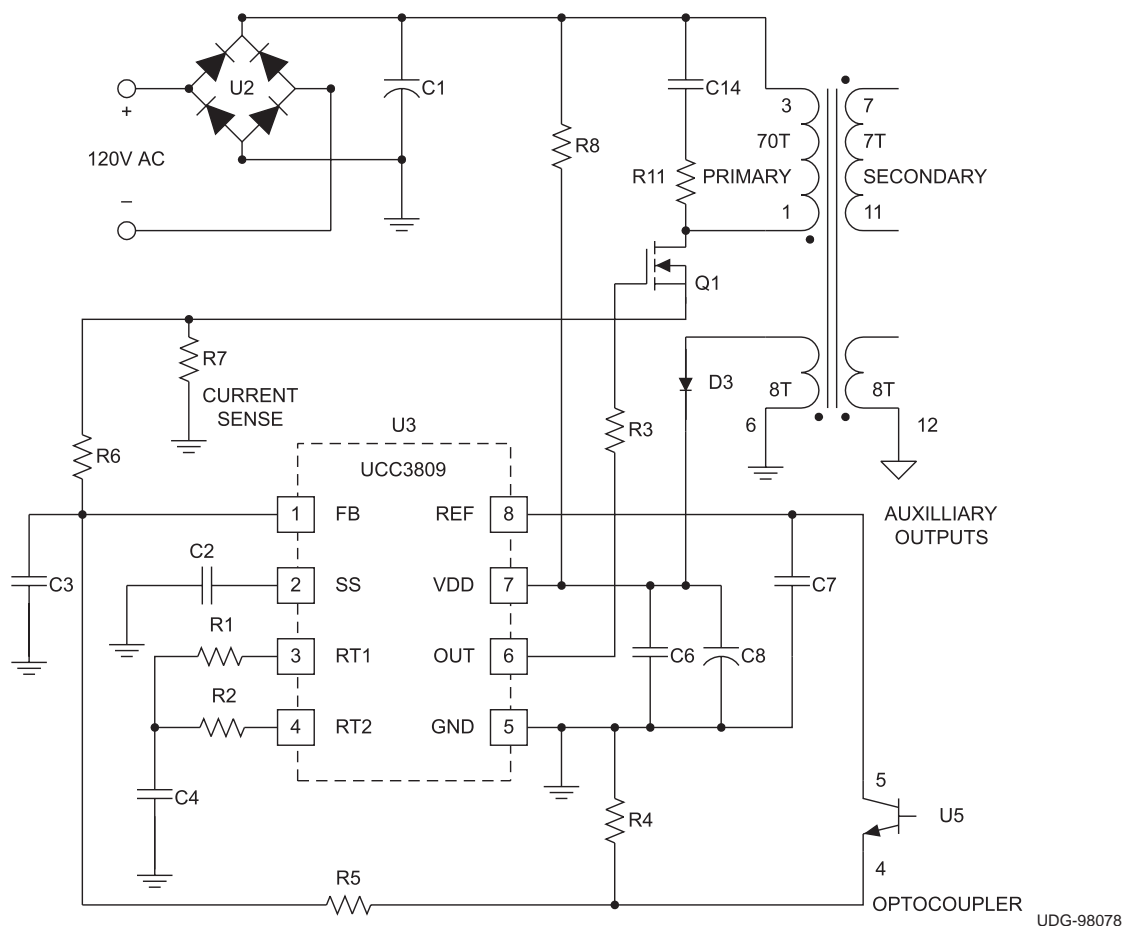 U2
C1
C14
3
7
+
R8
70T
7T
120V AC
R11
PRIMARY
SECONDARY
–
1
11
Q1
R7
D3
CURRENT
SENSE
8T
8T
U3
R3
6
12
R6
UCC3809
1
FB
REF
8
AUXILLIARY
OUTPUTS
C2
C3
2
SS
VDD
7
C7
R1
3
RT1
OUT
6
C6
C8
R2
4
RT2
GND
5
5
C4
R4
U5
4
R5
OPTOCOUPLER
UDG-98078